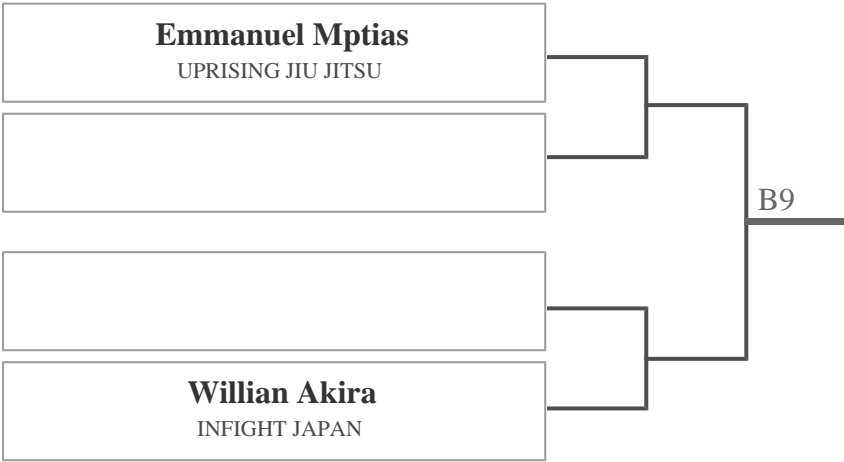 Emmanuel Mptias
UPRISING JIU JITSU
B9
Willian Akira
INFIGHT JAPAN